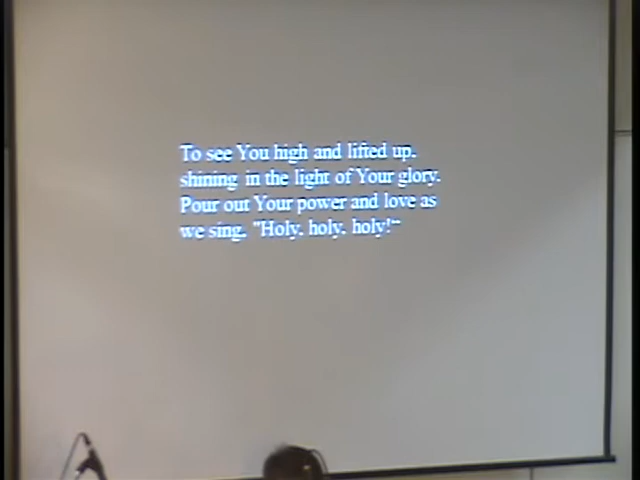 To see You high and lifted up,
shining in the light of Your glory.
Pour out Your power and love as
we sing, "Holy, holy, holy!"